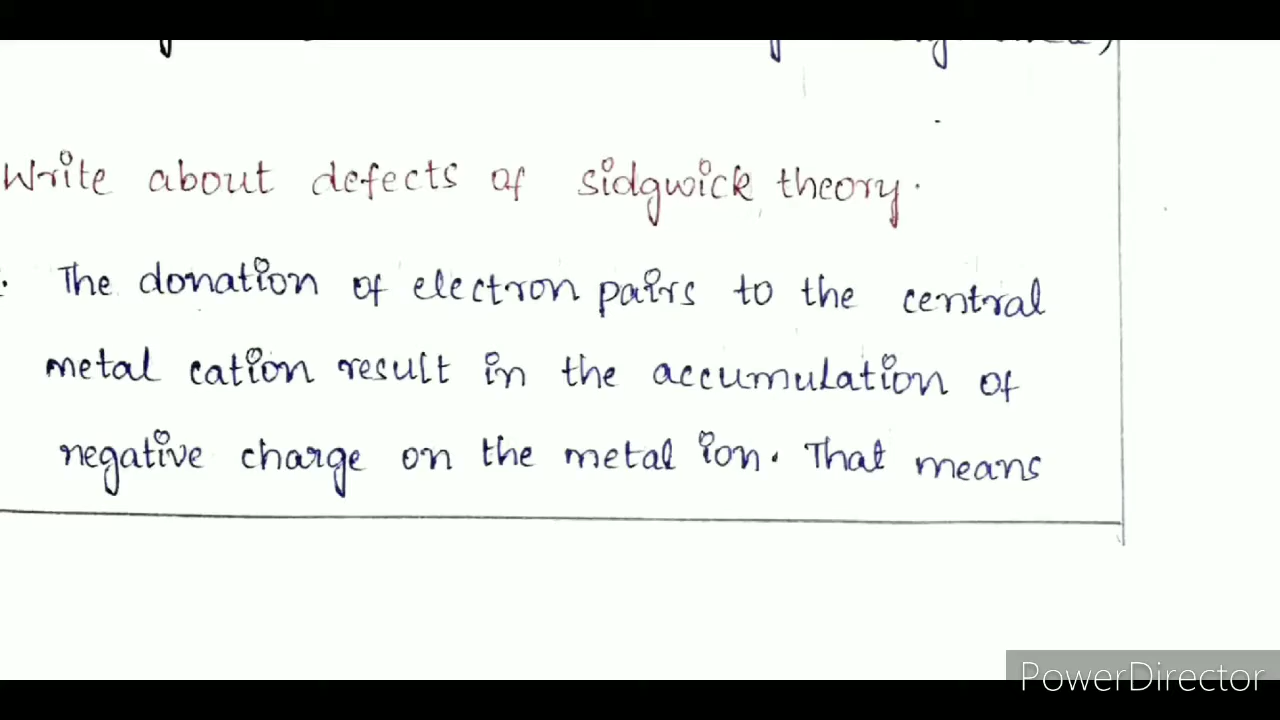 Write about defects of sidgwick theory.
The donation of electron pairs to the central
metal cation result in the accumulation of
negative charge on the metal ion. That means
PowerDirector